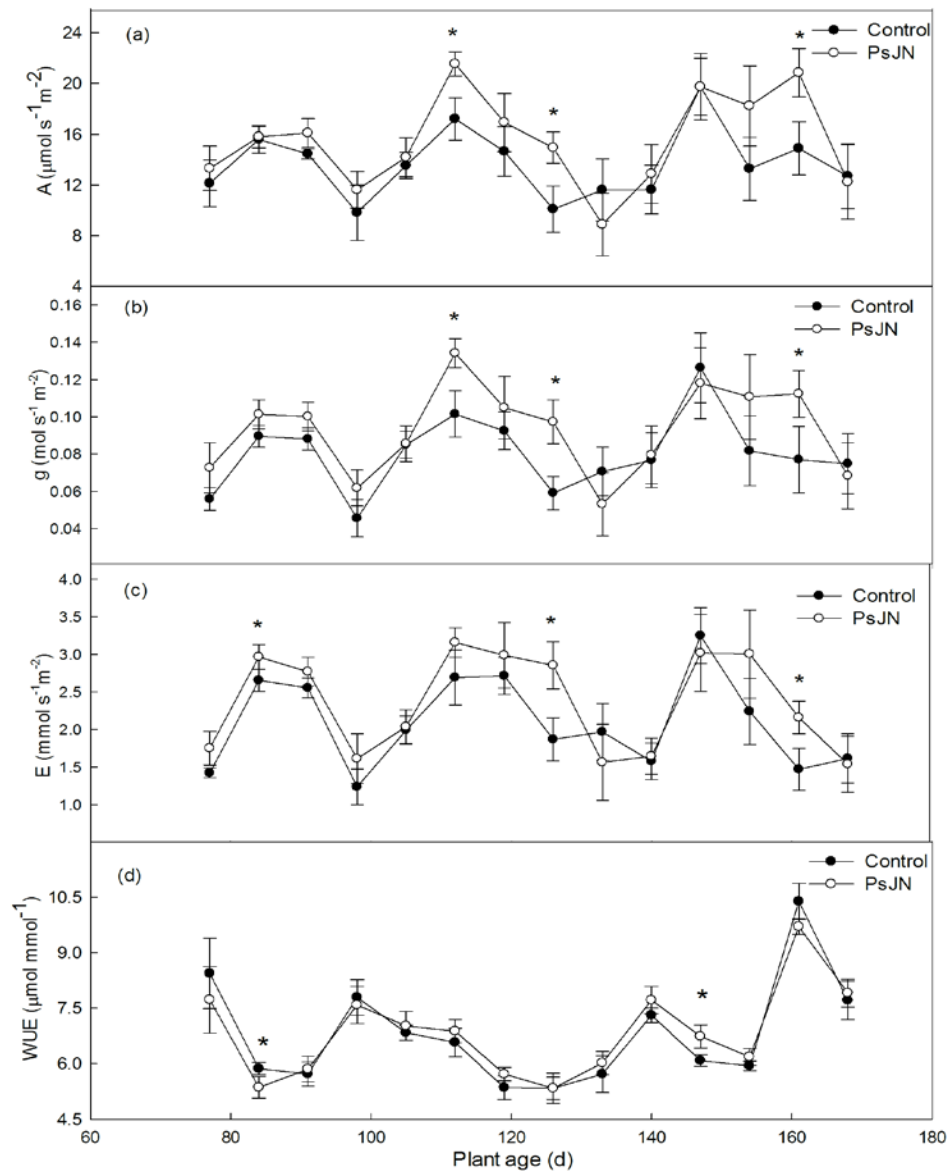 (a)
*
*
*
Control
PsJN
24
20
16
12
8
4
A (μmol s⁻¹m⁻²)
(b)
*
*
*
Control
PsJN
0.16
0.14
0.12
0.10
0.08
0.06
0.04
g (mol s⁻¹ m⁻²)
(c)
*
*
*
Control
PsJN
4.0
3.5
3.0
2.5
2.0
1.5
1.0
E (mmol s⁻¹m⁻²)
(d)
*
*
Control
PsJN
10.5
9.0
7.5
6.0
4.5
WUE (μmol mmol⁻¹)
60 80 100 120 140 160 180
Plant age (d)